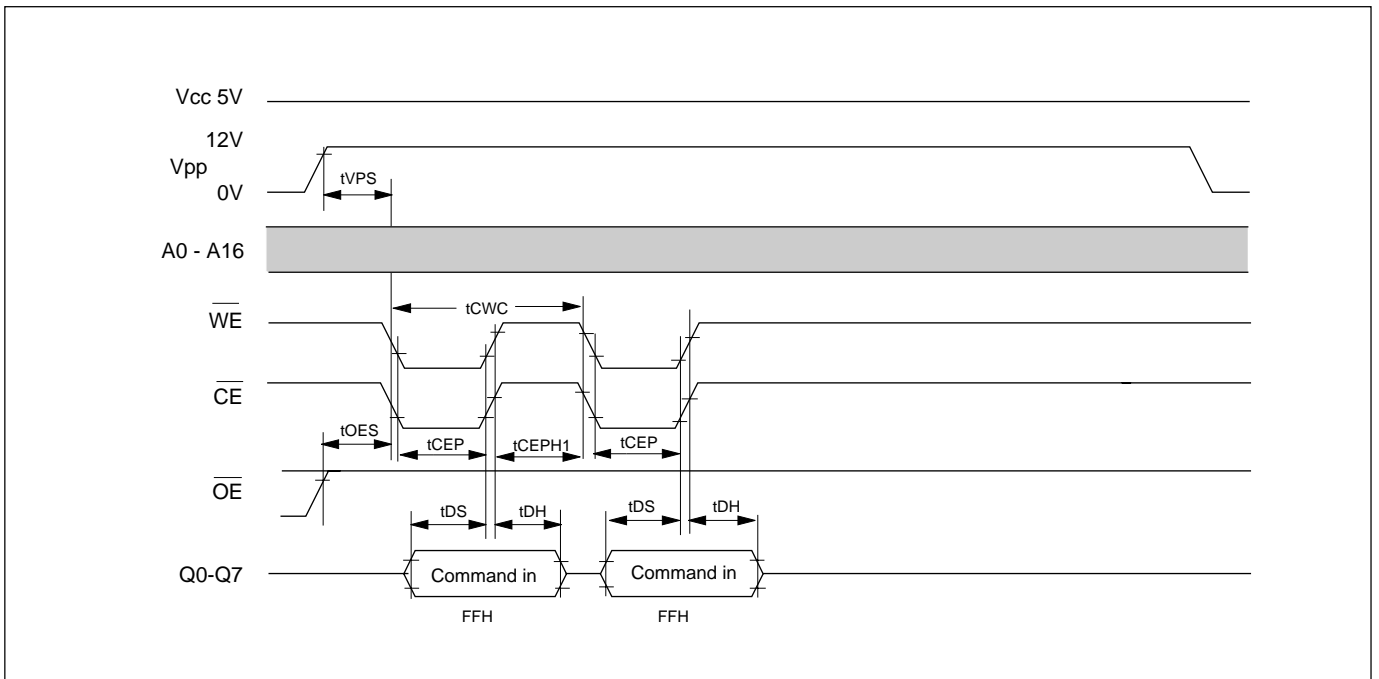 Vcc 5V
12V
Vpp
0V
tVPS
A0 - A16
tCWC
WE
CE
tOES
tCEP
tCEPH1
tCEP
OE
tDS
tDH
tDS
tDH
Q0-Q7
Command in
Command in
FFH
FFH